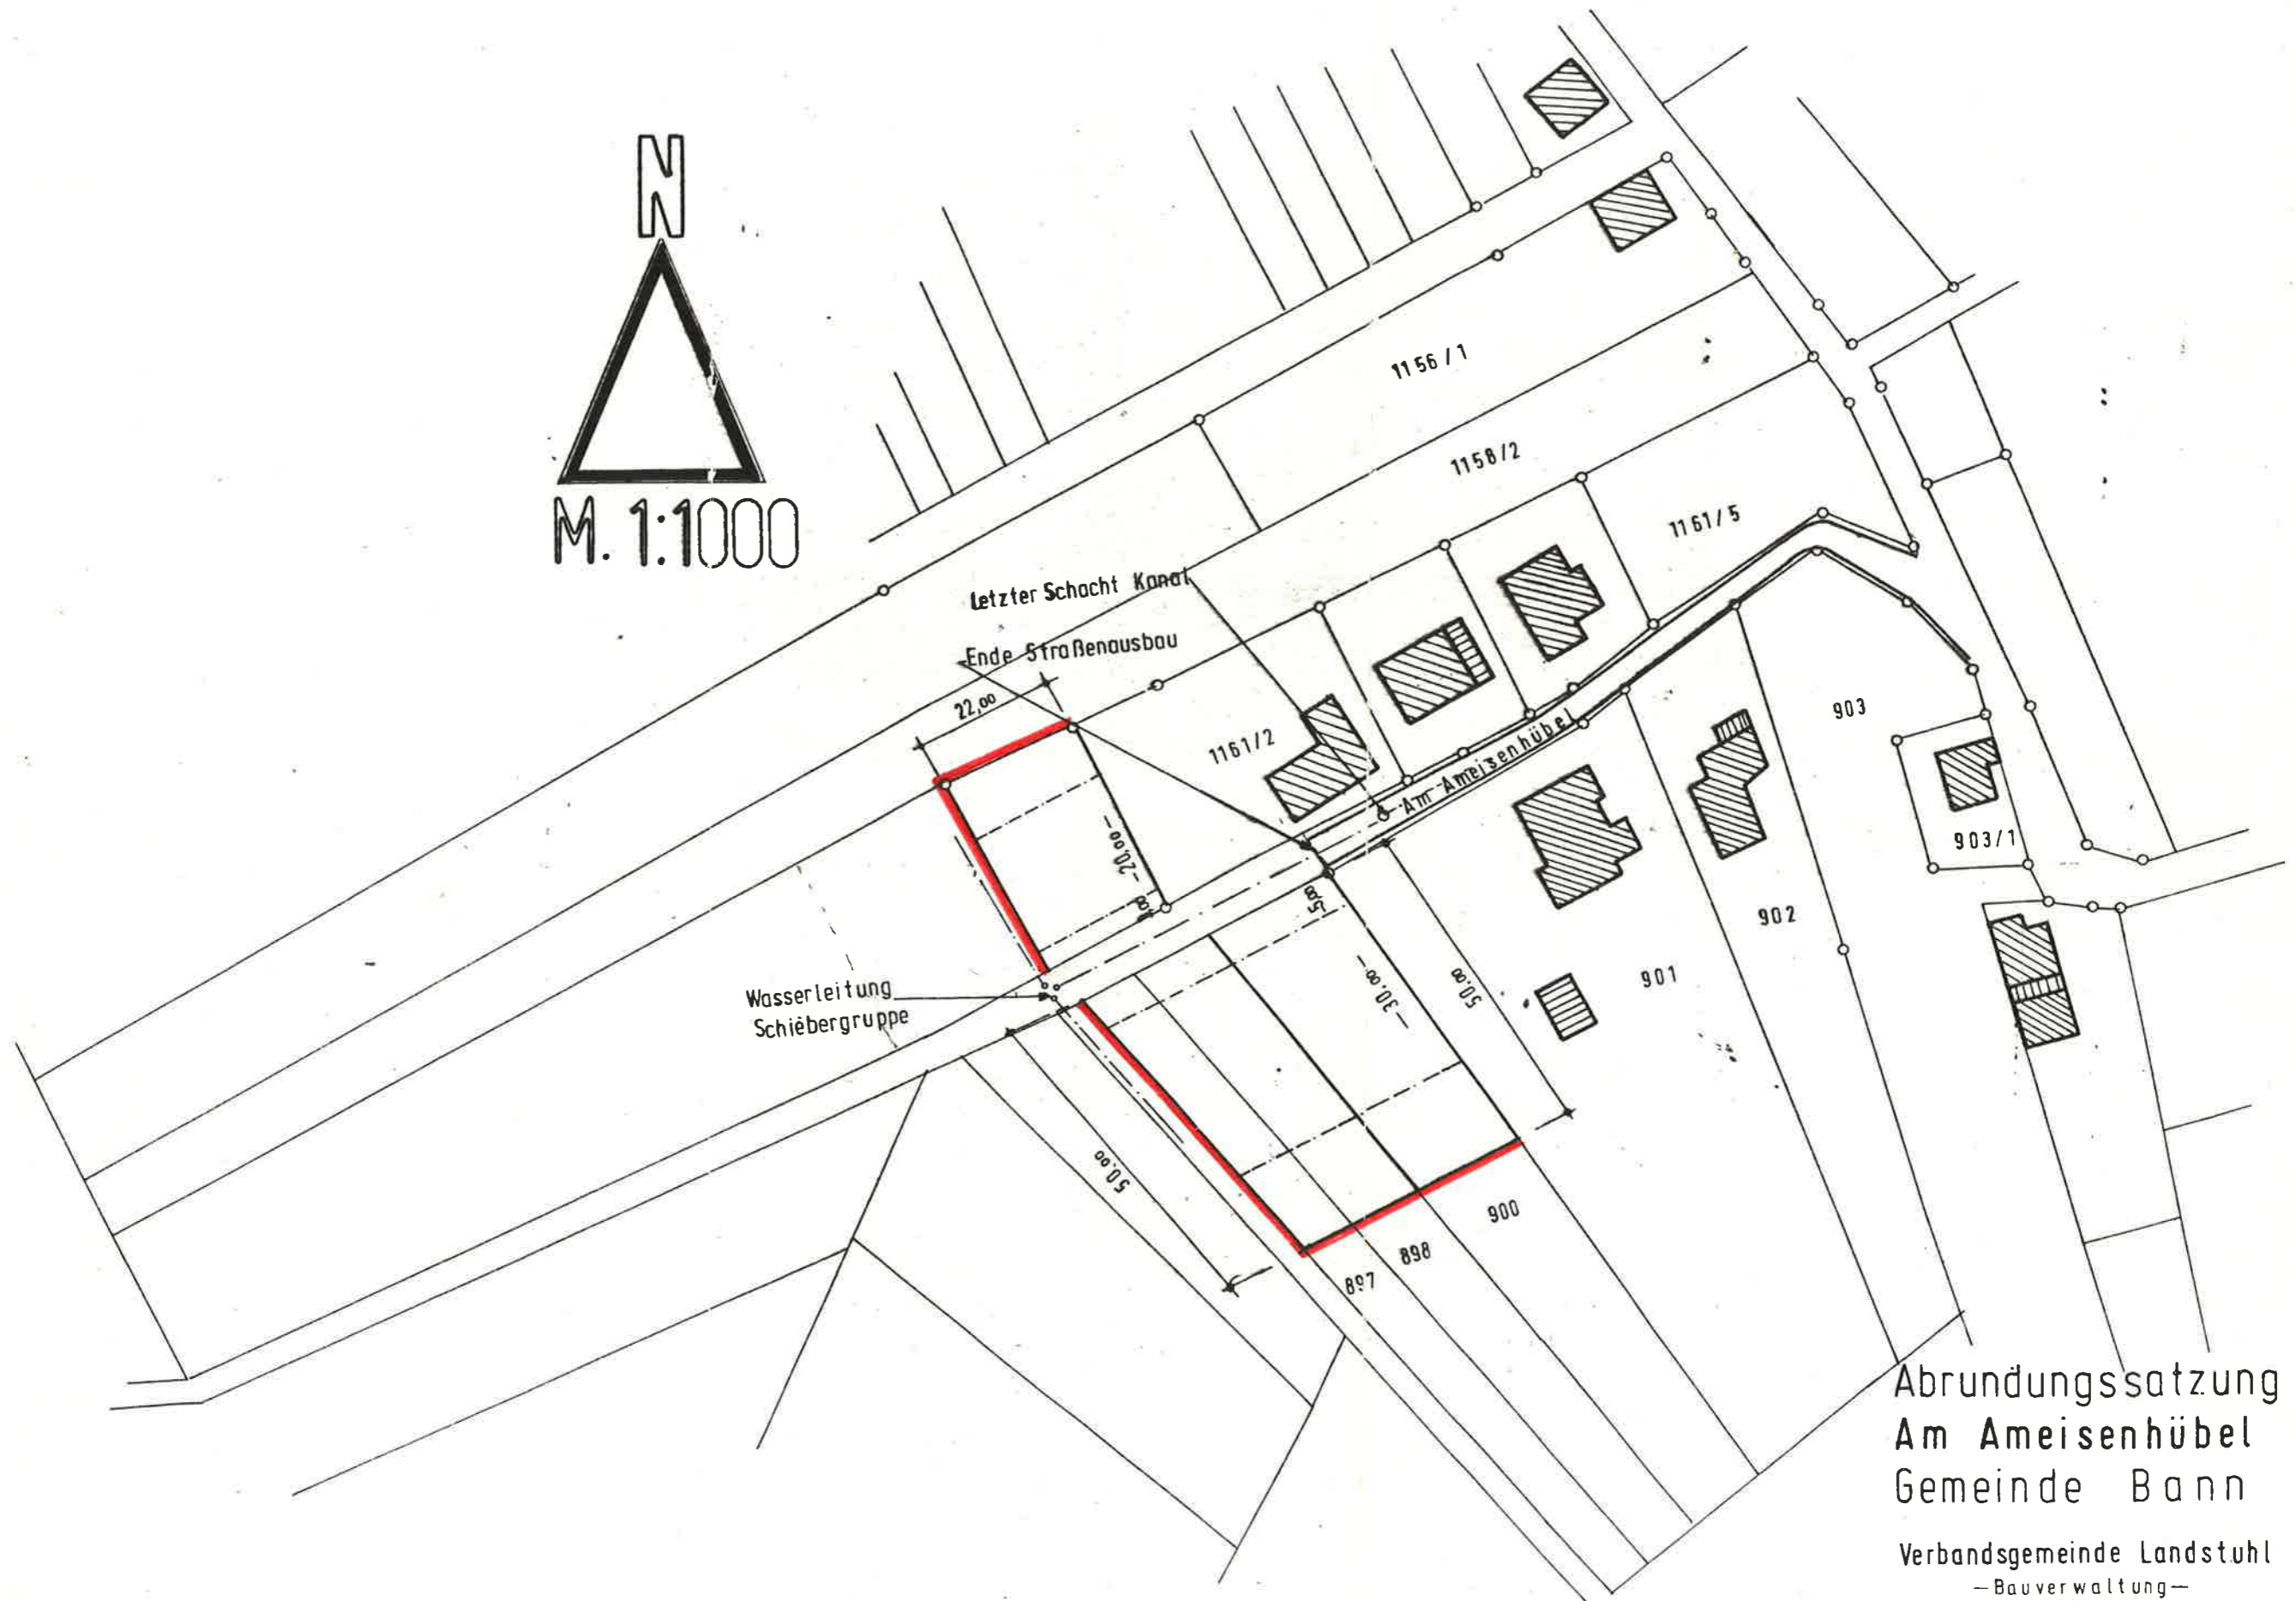 N
M. 1:1000
1156/1
1158/2
1161/5
Letzter Schacht Kanal
Ende Straßenausbau
22,00
1161/2
Am Ameisenhübel
903
903/1
902
901
-20,00-
5,00
5,00
-30,00-
50,00
Wasserleitung
Schiebergruppe
50,00
900
898
897
Abrundungssatzung
Am Ameisenhübel
Gemeinde Bann
Verbandsgemeinde Landstuhl
-Bauverwaltung-